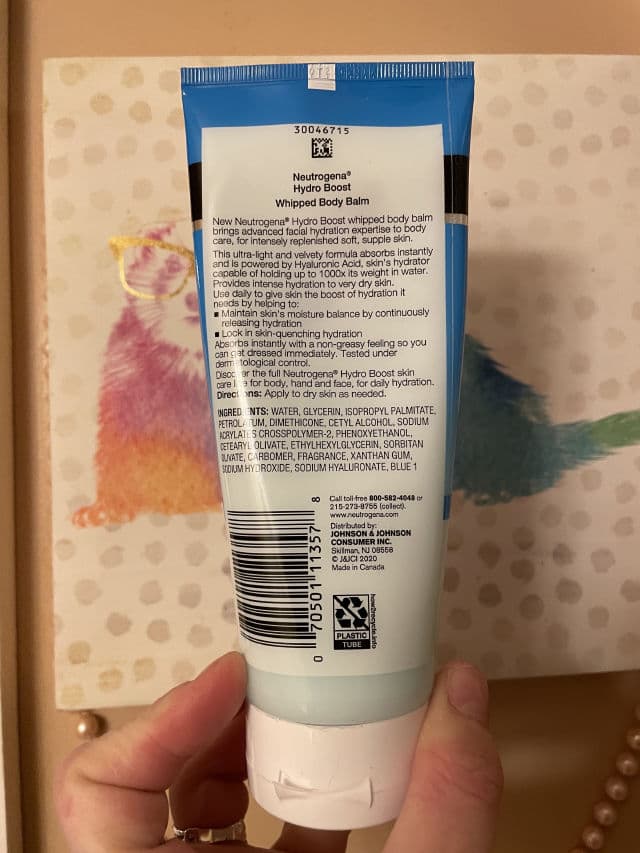 30046715
Neutrogena®
Hydro Boost
Whipped Body Balm
New Neutrogena® Hydro Boost whipped body balm
brings advanced facial hydration expertise to body
care, for intensely replenished soft, supple skin.
This ultra-light and velvety formula absorbs instantly
and is powered by Hyaluronic Acid, skin's hydrator
capable of holding up to 1000x its weight in water.
Provides intense hydration to very dry skin.
Use daily to give skin the boost of hydration it
needs by helping to:
▪ Maintain skin's moisture balance by continuously
releasing hydration
▪ Lock in skin-quenching hydration
Absorbs instantly with a non-greasy feeling so you
can get dressed immediately. Tested under
dermatological control.
Discover the full Neutrogena® Hydro Boost skin
care line for body, hand and face, for daily hydration.
Directions: Apply to dry skin as needed.
INGREDIENTS: WATER, GLYCERIN, ISOPROPYL PALMITATE,
PETROLATUM, DIMETHICONE, CETYL ALCOHOL, SODIUM
ACRYLATES CROSSPOLYMER-2, PHENOXYETHANOL,
CETEARYL OLIVATE, ETHYLHEXYLGLYCERIN, SORBITAN
OLIVATE, CARBOMER, FRAGRANCE, XANTHAN GUM,
SODIUM HYDROXIDE, SODIUM HYALURONATE, BLUE 1
Call toll-free 800-582-4048 or
215-273-8755 (collect).
www.neutrogena.com
Distributed by:
JOHNSON & JOHNSON
CONSUMER INC.
Skillman, NJ 08558
© J&JCI 2020
Made in Canada
0 70501 11357 8
how2recycle.info
PLASTIC
TUBE